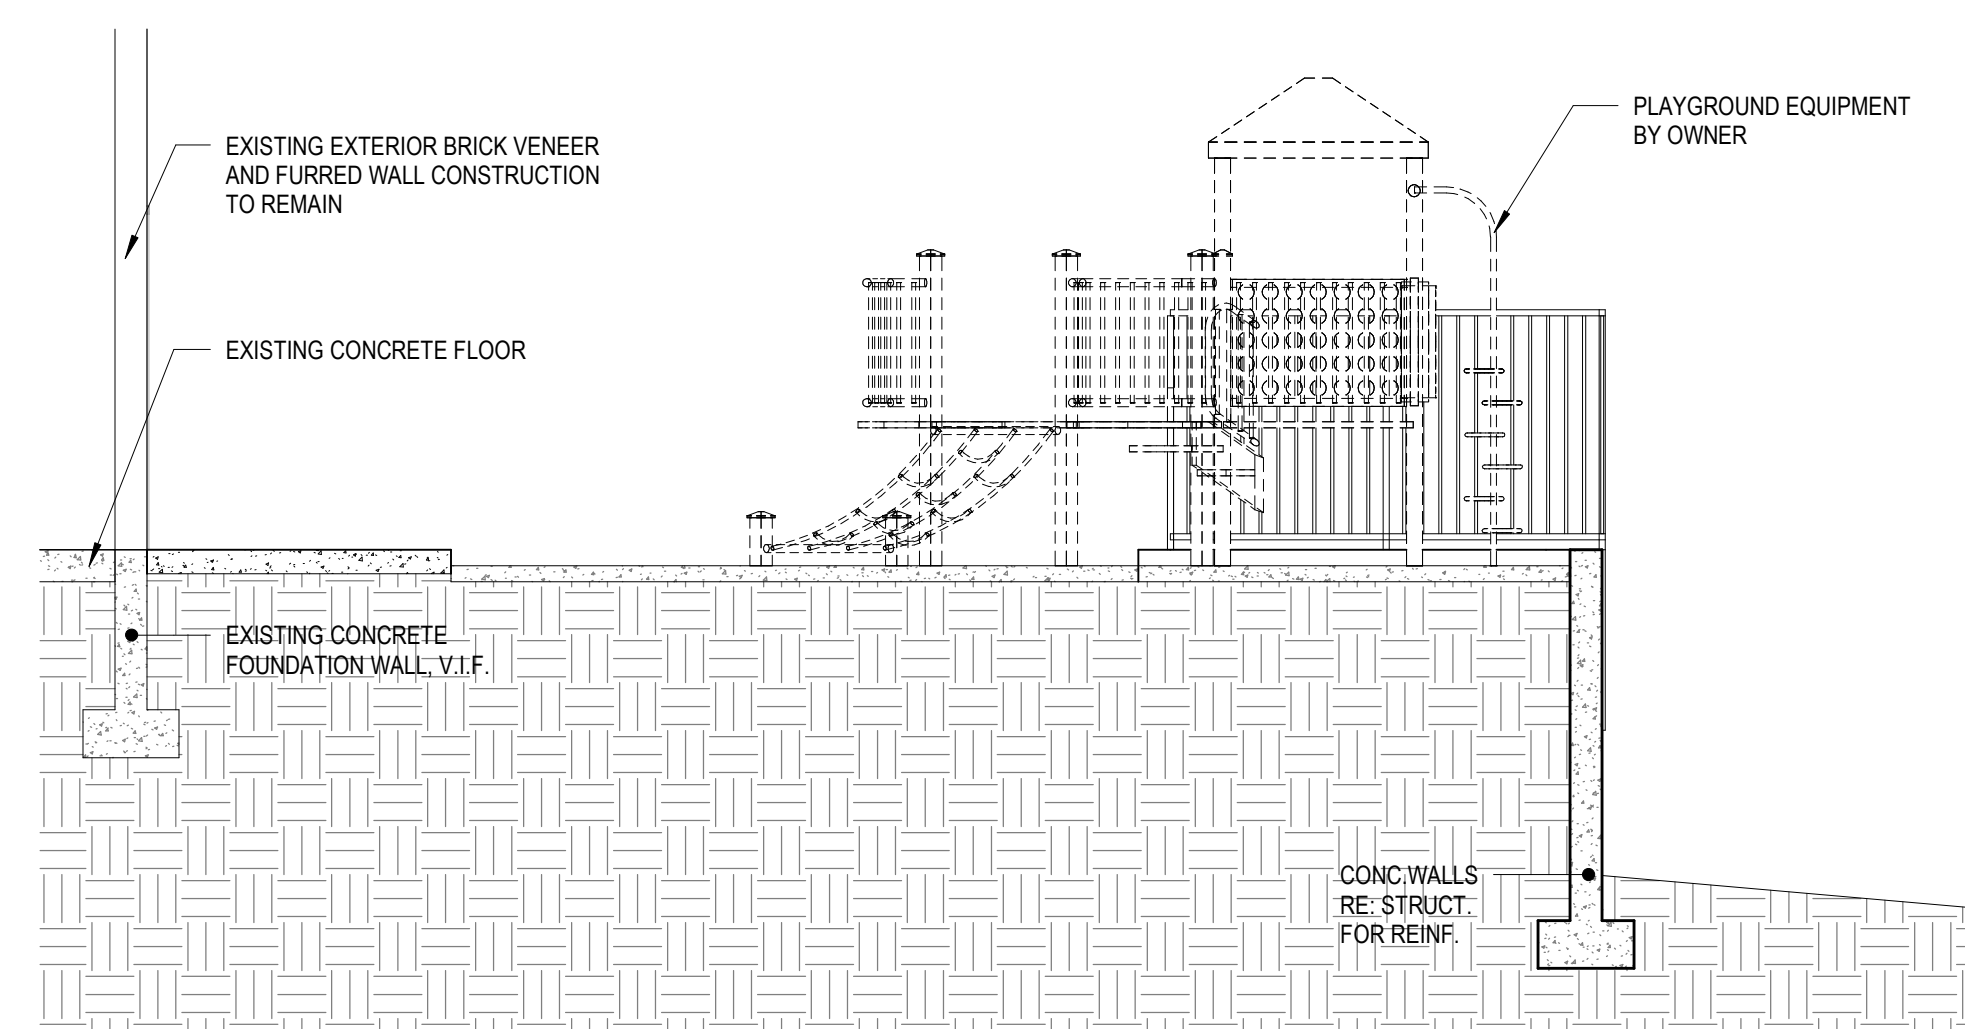 PLAYGROUND EQUIPMENT
BY OWNER
EXISTING EXTERIOR BRICK VENEER
AND FURRED WALL CONSTRUCTION
TO REMAIN
EXISTING CONCRETE FLOOR
EXISTING CONCRETE
FOUNDATION WALL, V.I.F.
CONC.WALLS
RE: STRUCT.
FOR REINF.